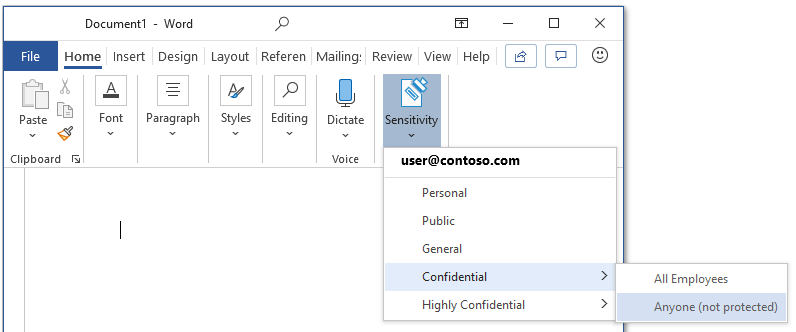 Document1 - Word
File Home Insert Design Layout Referen Mailing: Review View Help
Paste Font Paragraph Styles Editing Dictate Sensitivity
Clipboard Voice
user@contoso.com
Personal
Public
General
Confidential
All Employees
Highly Confidential
Anyone (not protected)